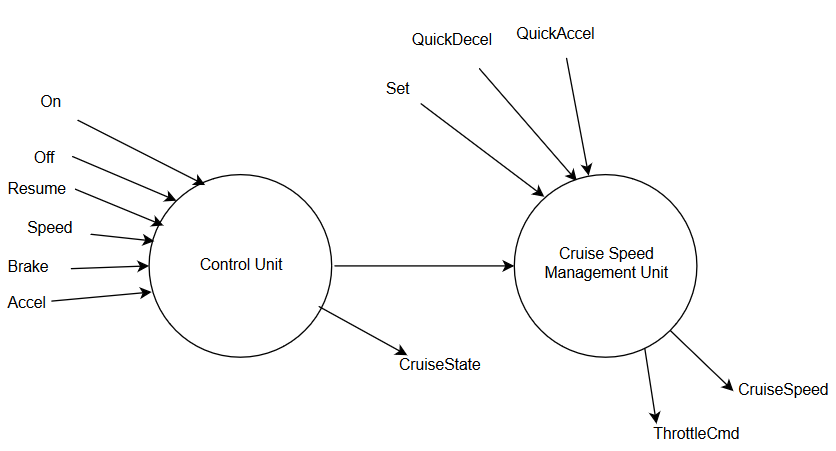 QuickAccel
QuickDecel
Set
On
Off
Resume
Speed
Brake
Accel
Control Unit
Cruise Speed
Management Unit
CruiseState
CruiseSpeed
ThrottleCmd